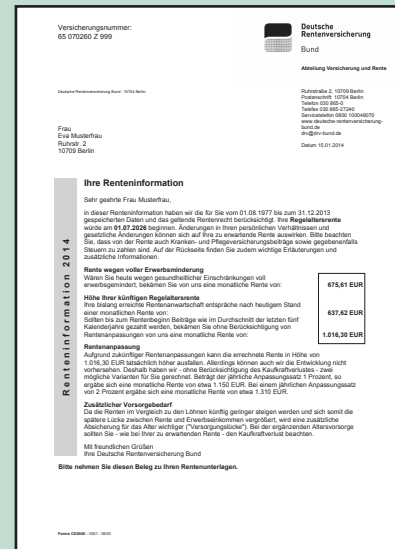 Versicherungsnummer:
65 070260 Z 999
Deutsche
Rentenversicherung
Bund
Abteilung Versicherung und Rente
Deutsche Rentenversicherung Bund · 10704 Berlin
Ruhrstraße 2, 10709 Berlin
Postanschrift: 10704 Berlin
Telefon 030 865-0
Telefax 030 865-27240
Servicetelefon 0800 100048070
www.deutsche-rentenversicherung-
bund.de
drv@drv-bund.de
Datum 15.01.2014
Frau
Eva Musterfrau
Ruhrstr. 2
10709 Berlin
Renteninformation 2014
Ihre Renteninformation
Sehr geehrte Frau Musterfrau,
in dieser Renteninformation haben wir die für Sie vom 01.08.1977 bis zum 31.12.2013
gespeicherten Daten und das geltende Rentenrecht berücksichtigt. Ihre Regelaltersrente
würde am 01.07.2026 beginnen. Änderungen in Ihren persönlichen Verhältnissen und
gesetzliche Änderungen können sich auf Ihre zu erwartende Rente auswirken. Bitte beachten
Sie, dass von der Rente auch Kranken- und Pflegeversicherungsbeiträge sowie gegebenenfalls
Steuern zu zahlen sind. Auf der Rückseite finden Sie zudem wichtige Erläuterungen und
zusätzliche Informationen.
Rente wegen voller Erwerbsminderung
Wären Sie heute wegen gesundheitlicher Einschränkungen voll
erwerbsgemindert, bekämen Sie von uns eine monatliche Rente von: 675,61 EUR
Höhe Ihrer künftigen Regelaltersrente
Ihre bislang erreichte Rentenanwartschaft entspräche nach heutigem Stand
einer monatlichen Rente von: 637,62 EUR
Sollten bis zum Rentenbeginn Beiträge wie im Durchschnitt der letzten fünf
Kalenderjahre gezahlt werden, bekämen Sie ohne Berücksichtigung von
Rentenanpassungen von uns eine monatliche Rente von: 1.016,30 EUR
Rentenanpassung
Aufgrund zukünftiger Rentenanpassungen kann die errechnete Rente in Höhe von
1.016,30 EUR tatsächlich höher ausfallen. Allerdings können auch wir die Entwicklung nicht
vorhersehen. Deshalb haben wir - ohne Berücksichtigung des Kaufkraftverlustes - zwei
mögliche Varianten für Sie gerechnet. Beträgt der jährliche Anpassungssatz 1 Prozent, so
ergäbe sich eine monatliche Rente von etwa 1.150 EUR. Bei einem jährlichen Anpassungssatz
von 2 Prozent ergäbe sich eine monatliche Rente von etwa 1.310 EUR.
Zusätzlicher Vorsorgebedarf
Da die Renten im Vergleich zu den Löhnen künftig geringer steigen werden und sich somit die
spätere Lücke zwischen Rente und Erwerbseinkommen vergrößert, wird eine zusätzliche
Absicherung für das Alter wichtiger ("Versorgungslücke"). Bei der ergänzenden Altersvorsorge
sollten Sie - wie bei Ihrer zu erwartenden Rente - den Kaufkraftverlust beachten.
Mit freundlichen Grüßen
Ihre Deutsche Rentenversicherung Bund
Bitte nehmen Sie diesen Beleg zu Ihren Rentenunterlagen.